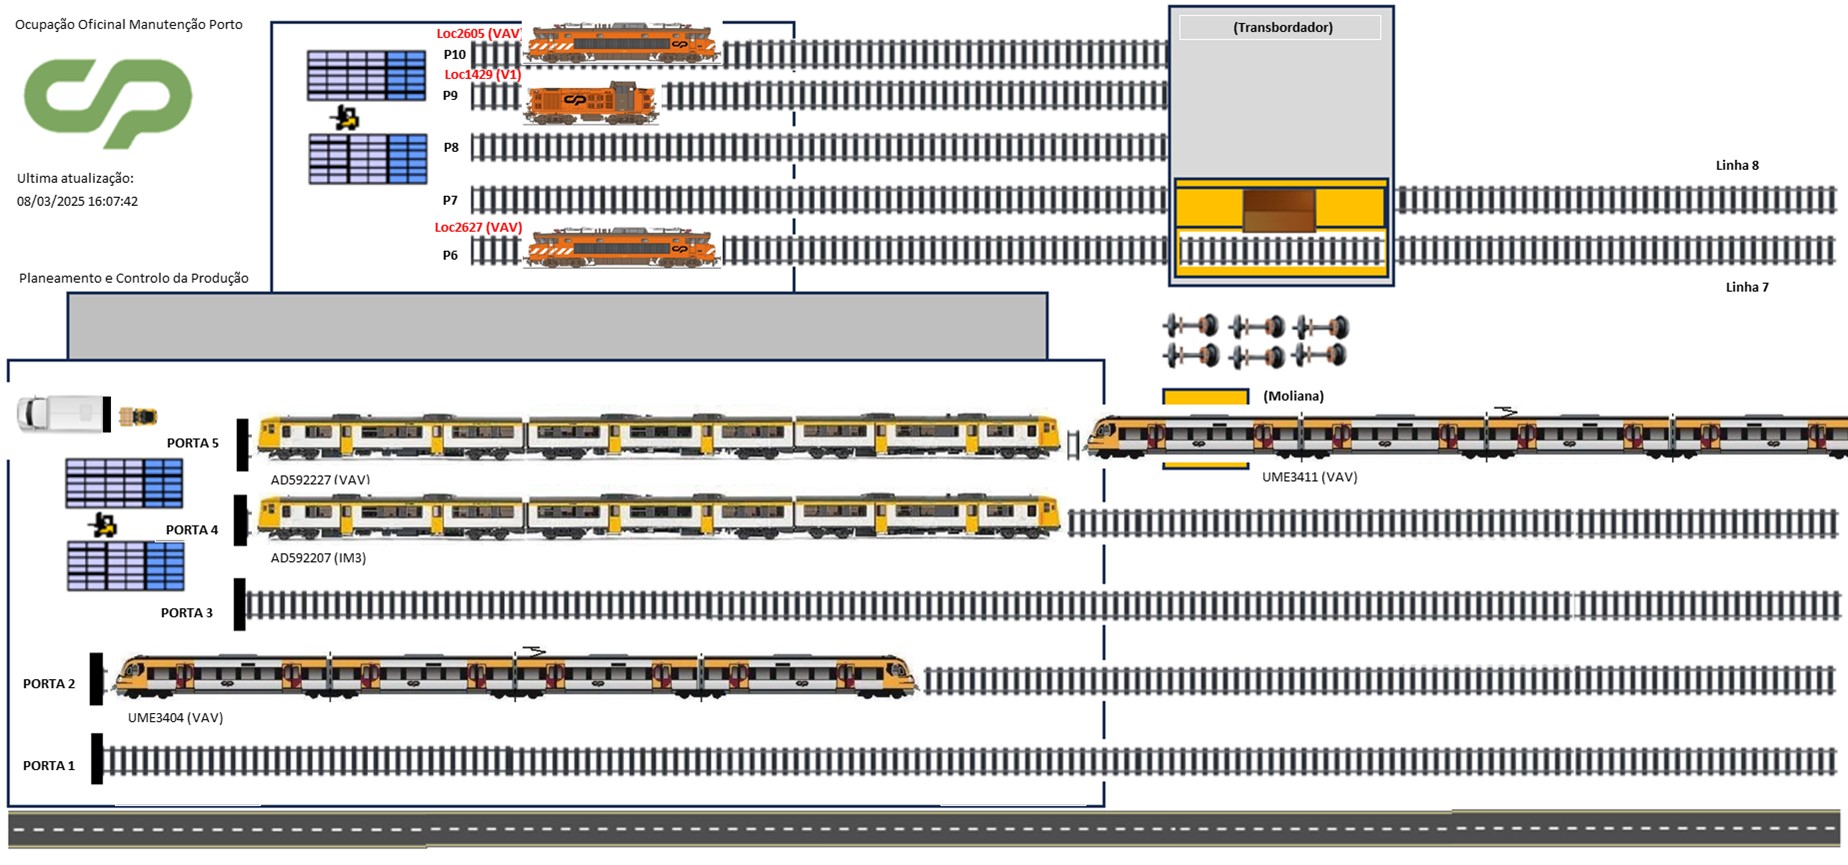 Ocupação Oficinal Manutenção Porto
Ultima atualização:
08/03/2025 16:07:42
Planeamento e Controlo da Produção
Loc2605 (VAV)
P10
Loc1429 (V1)
P9
P8
P7
Loc2627 (VAV)
P6
(Transbordador)
Linha 8
Linha 7
(Moliana)
PORTA 5
AD592227 (VAV)
UME3411 (VAV)
PORTA 4
AD592207 (IM3)
PORTA 3
PORTA 2
UME3404 (VAV)
PORTA 1